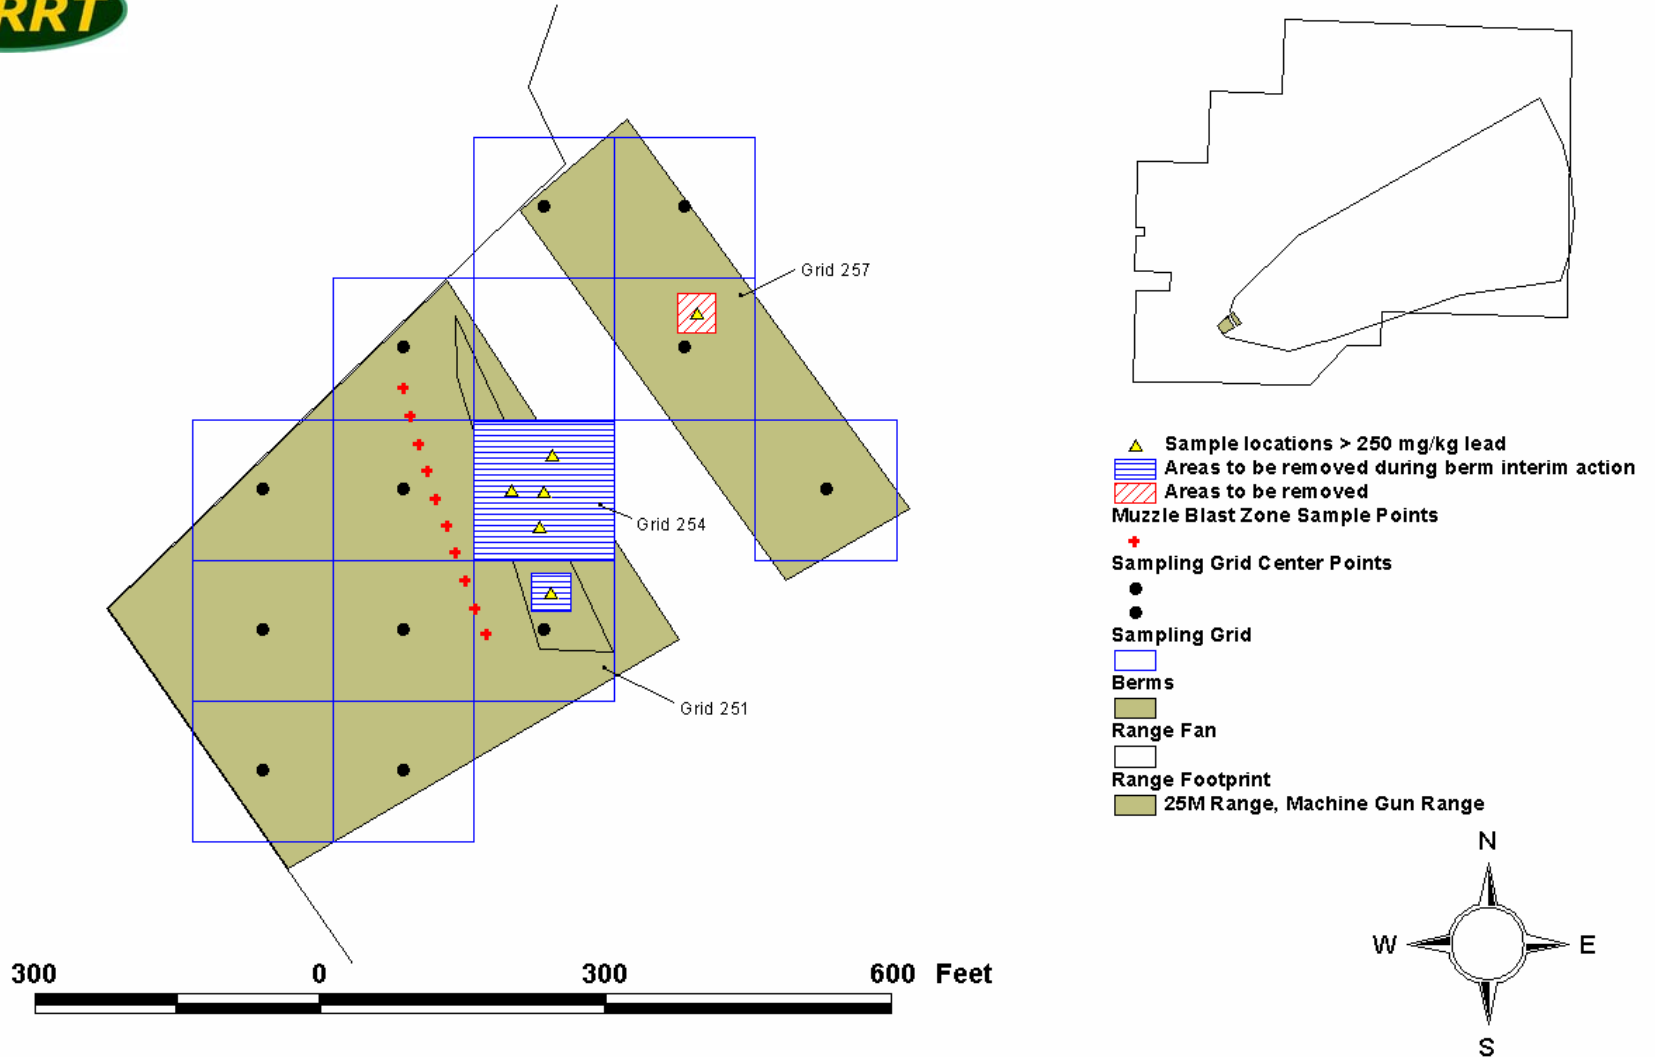 RRT
Grid 257
Grid 254
Grid 251
Sample locations > 250 mg/kg lead
Areas to be removed during berm interim action
Areas to be removed
Muzzle Blast Zone Sample Points
Sampling Grid Center Points
Sampling Grid
Berms
Range Fan
Range Footprint
25M Range, Machine Gun Range
N
W E
S
300 0 300 600 Feet